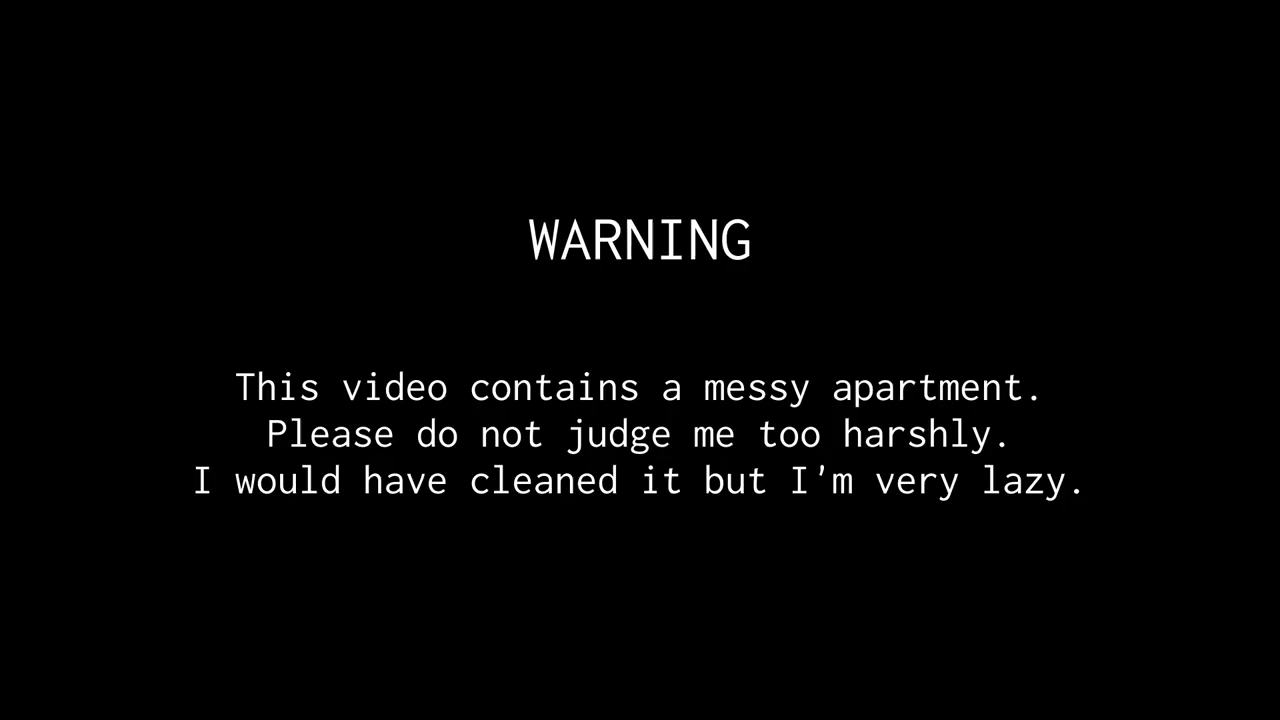 WARNING
This video contains a messy apartment.
Please do not judge me too harshly.
I would have cleaned it but I'm very lazy.